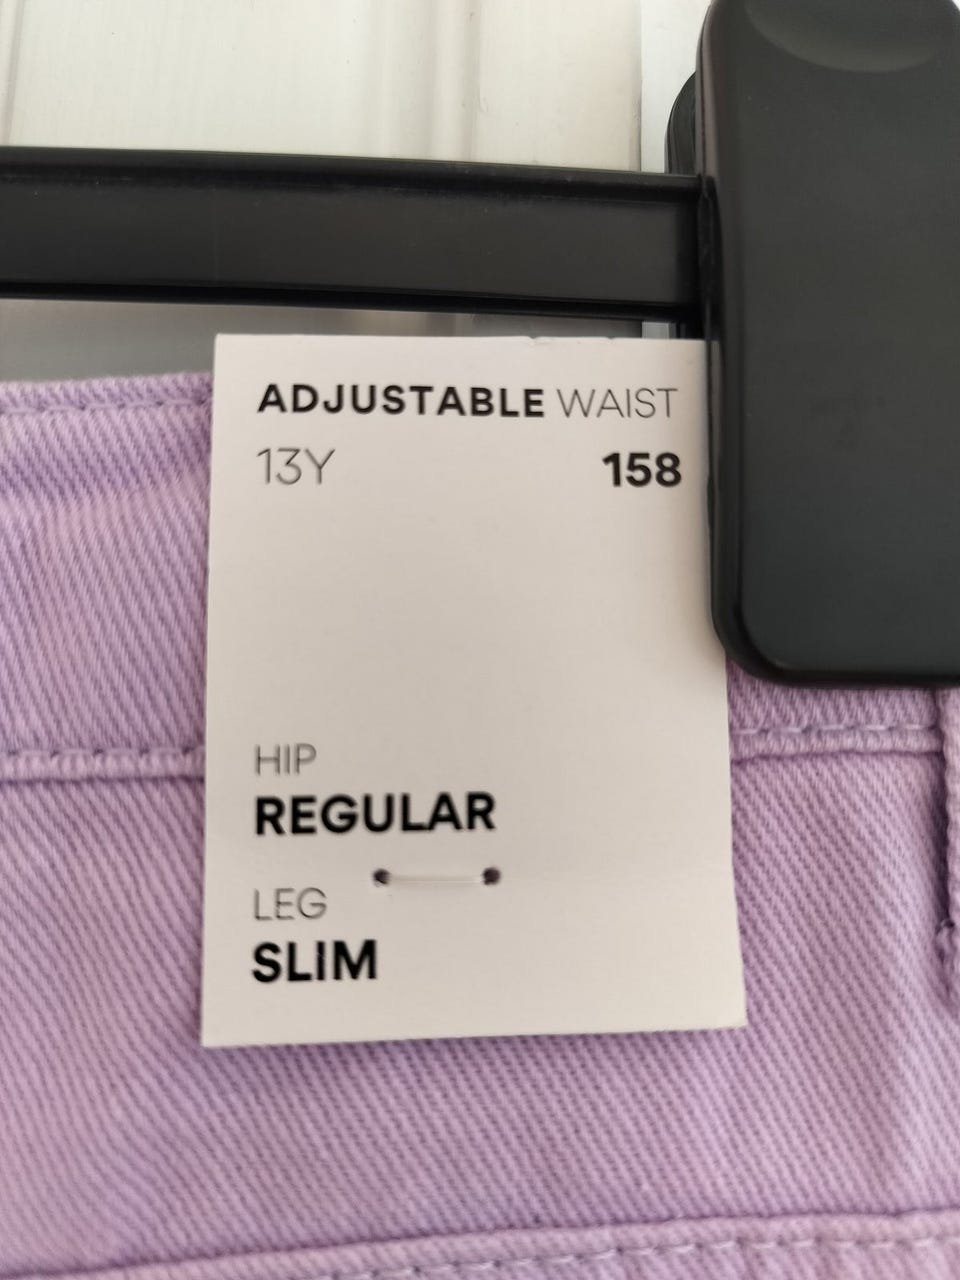 ADJUSTABLE WAIST
13Y 158
HIP
REGULAR
LEG
SLIM